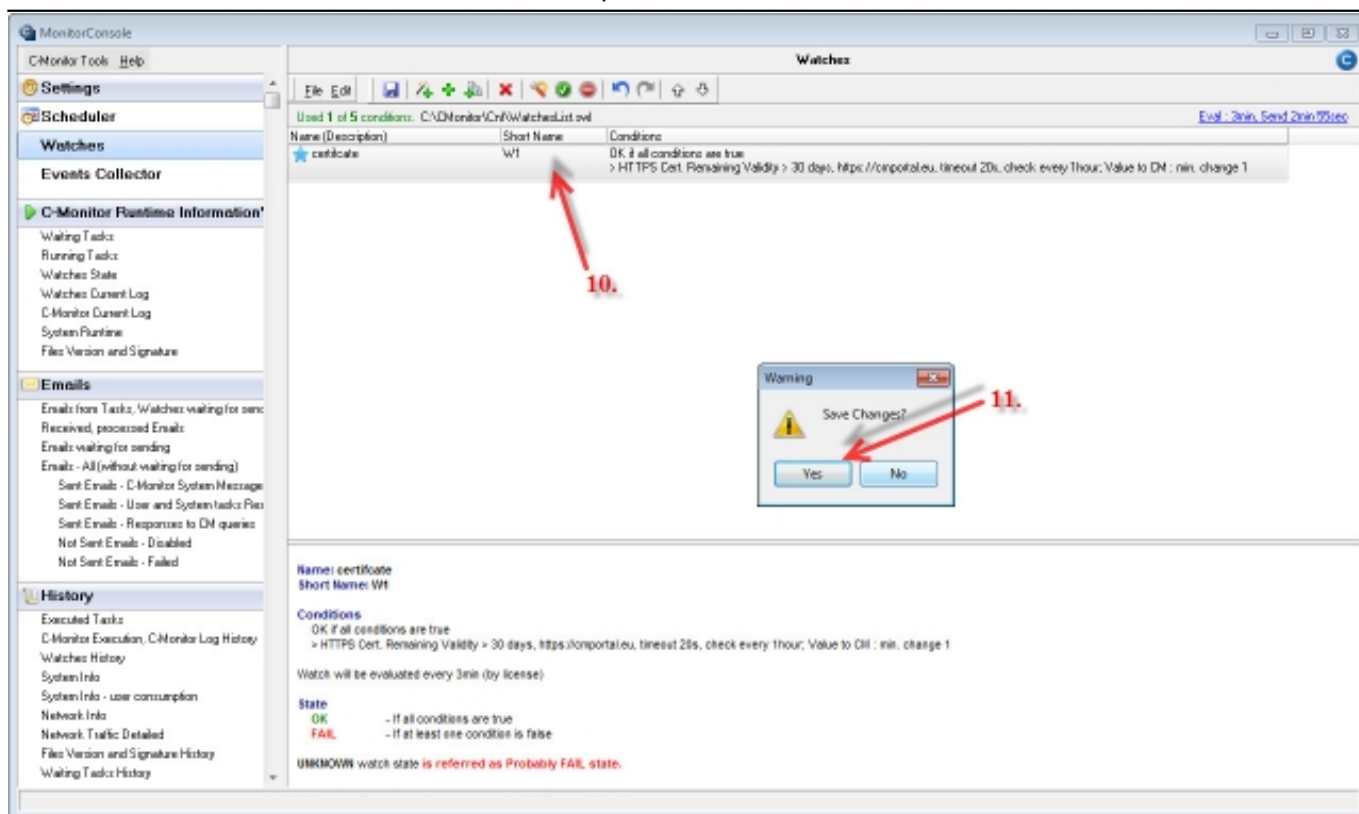 MonitorConsole
C-Monitor Tools Help
Watches
Settings
Scheduler
Watches
Events Collector
C-Monitor Runtime Information
Waiting Tasks
Running Tasks
Watches State
Watches Current Log
C-Monitor Current Log
System Runtime
Files Version and Signature
Emails
Emails from Tasks, Watches waiting for send
Received, processed Emails
Emails waiting for sending
Emails - All (without waiting for sending)
Sent Emails - C-Monitor System Message
Sent Emails - User and System tasks Res
Sent Emails - Responses to CM queries
Not Sent Emails - Disabled
Not Sent Emails - Failed
History
Executed Tasks
C-Monitor Execution, C-Monitor Log History
Watches History
System Info
System Info - user consumption
Network Info
Network Traffic Detailed
Files Version and Signature History
Waiting Tasks History
File Edit
Used 1 of 5 conditions. C:\CMonitor\Cnf\WatchesList.swl
Eval : 3min, Send 2min 55sec
Name (Description) Short Name Conditions
certifcate W1 OK if all conditions are true
> HTTPS Cert. Remaining Validity > 30 days, https://cmportal.eu, timeout 20s, check every 1hour; Value to CM : min. change 1
10.
Warning
Save Changes?
Yes No
11.
Name: certifcate
Short Name: W1
Conditions
OK if all conditions are true
> HTTPS Cert. Remaining Validity > 30 days, https://cmportal.eu, timeout 20s, check every 1hour; Value to CM : min. change 1
Watch will be evaluated every 3min (by license)
State
OK - If all conditions are true
FAIL - If at least one condition is false
UNKNOWN watch state is referred as Probably FAIL state.